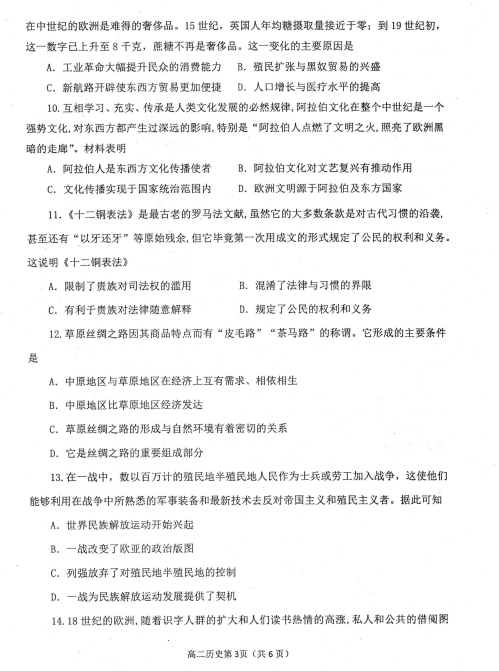 在中世纪的欧洲是难得的奢侈品。15 世纪，英国人年均糖摄取量接近于零；到 19 世纪初，
这一数字已上升至 8 千克，蔗糖不再是奢侈品。这一变化的主要原因是
A．工业革命大幅提升民众的消费能力 B．殖民扩张与黑奴贸易的兴盛
C．新航路开辟使东西方贸易更加便捷 D．人口增长与医疗水平的提高
10.互相学习、充实、传承是人类文化发展的必然规律,阿拉伯文化在整个中世纪是一个
强势文化,对东西方都产生过深远的影响,特别是“阿拉伯人点燃了文明之火,照亮了欧洲黑
暗的走廊”。材料表明
A．阿拉伯人是东西方文化传播使者 B．阿拉伯文化对文艺复兴有推动作用
C．文化传播实现于国家统治范围内 D．欧洲文明源于阿拉伯及东方国家
11.《十二铜表法》是最古老的罗马法文献,虽然它的大多数条款是对古代习惯的沿袭,
甚至还有“以牙还牙”等原始残余,但它毕竟第一次用成文的形式规定了公民的权利和义务。
这说明《十二铜表法》
A．限制了贵族对司法权的滥用 B．混淆了法律与习惯的界限
C．有利于贵族对法律随意解释 D．规定了公民的权利和义务
12.草原丝绸之路因其商品特点而有“皮毛路”“茶马路”的称谓。它形成的主要条件
是
A．中原地区与草原地区在经济上互有需求、相依相生
B．中原地区比草原地区经济发达
C．草原丝绸之路的形成与自然环境有着密切的关系
D．它是丝绸之路的重要组成部分
13.在一战中，数以百万计的殖民地半殖民地人民作为士兵或劳工加入战争，这使他们
能够利用在战争中所熟悉的军事装备和最新技术去反对帝国主义和殖民主义者。据此可知
A．世界民族解放运动开始兴起
B．一战改变了欧亚的政治版图
C．列强放弃了对殖民地半殖民地的控制
D．一战为民族解放运动发展提供了契机
14.18 世纪的欧洲,随着识字人群的扩大和人们读书热情的高涨,私人和公共的借阅图
高二历史第 3页（共 6 页）